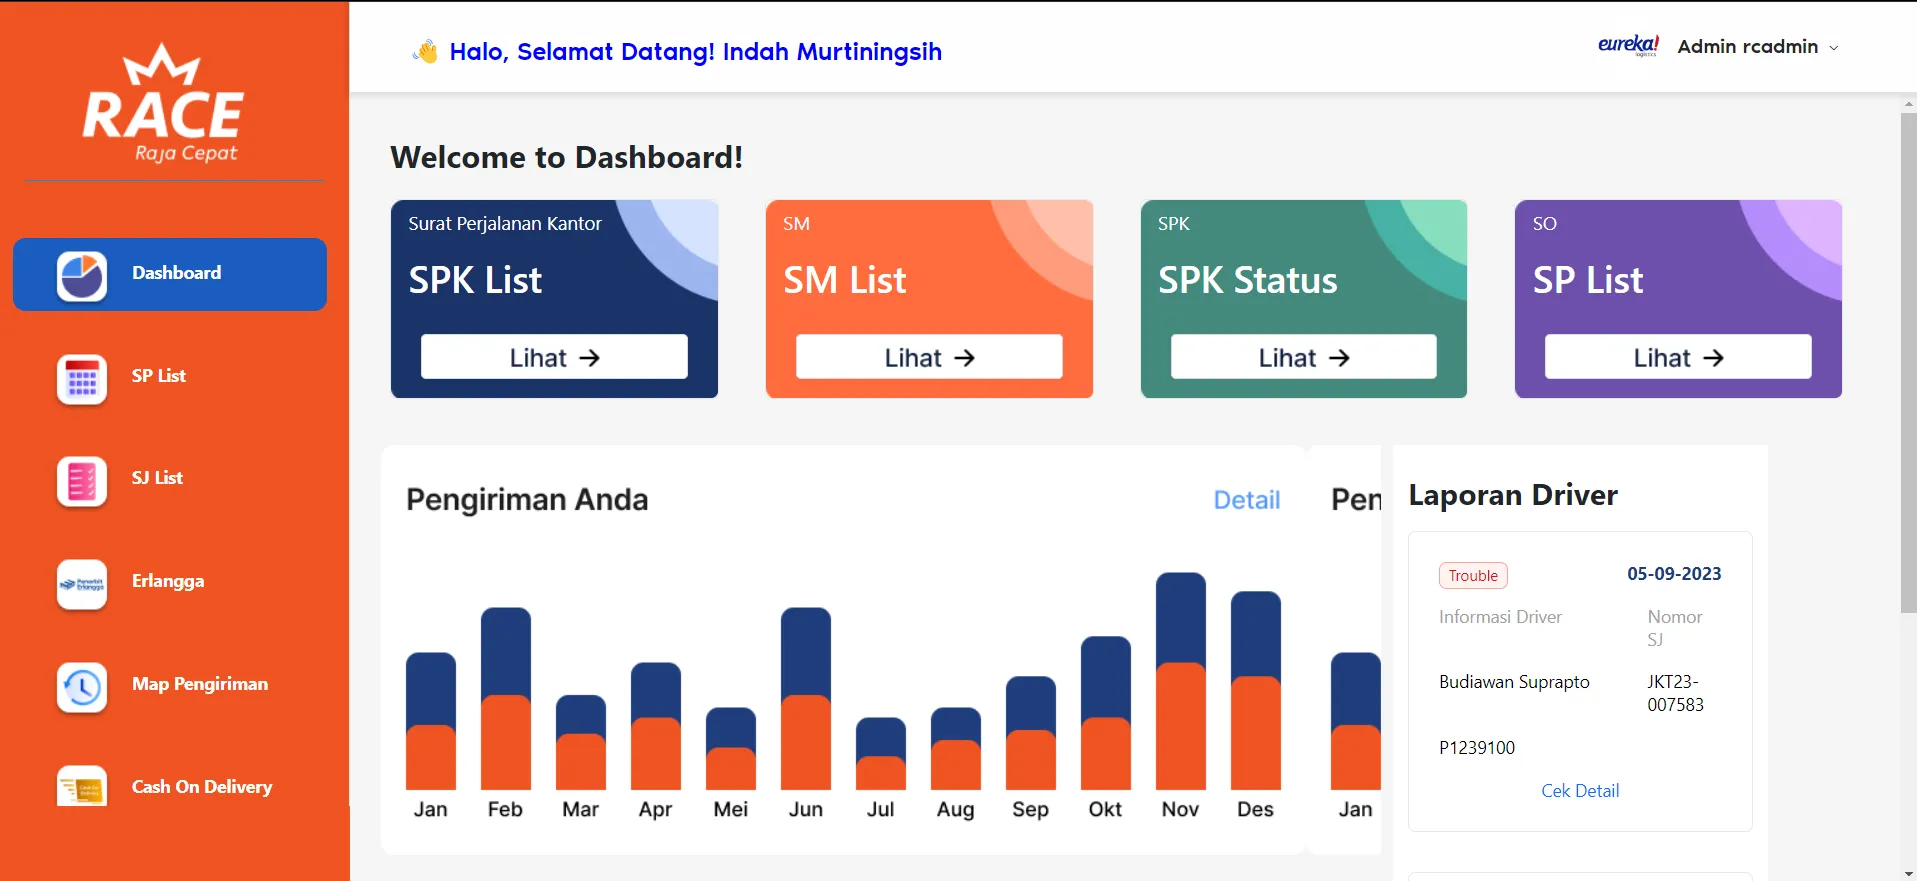 RACE
Raja Cepat
Dashboard
SP List
SJ List
Erlangga
Map Pengiriman
Cash On Delivery
👋 Halo, Selamat Datang! Indah Murtiningsih
eureka!
logistics
Admin rcadmin
Welcome to Dashboard!
Surat Perjalanan Kantor
SPK List
Lihat →
SM
SM List
Lihat →
SPK
SPK Status
Lihat →
SO
SP List
Lihat →
Pengiriman Anda
Detail
Jan Feb Mar Apr Mei Jun Jul Aug Sep Okt Nov Des
Pen
Jan
Laporan Driver
Trouble
05-09-2023
Informasi Driver
Nomor
SJ
Budiawan Suprapto
JKT23-
007583
P1239100
Cek Detail